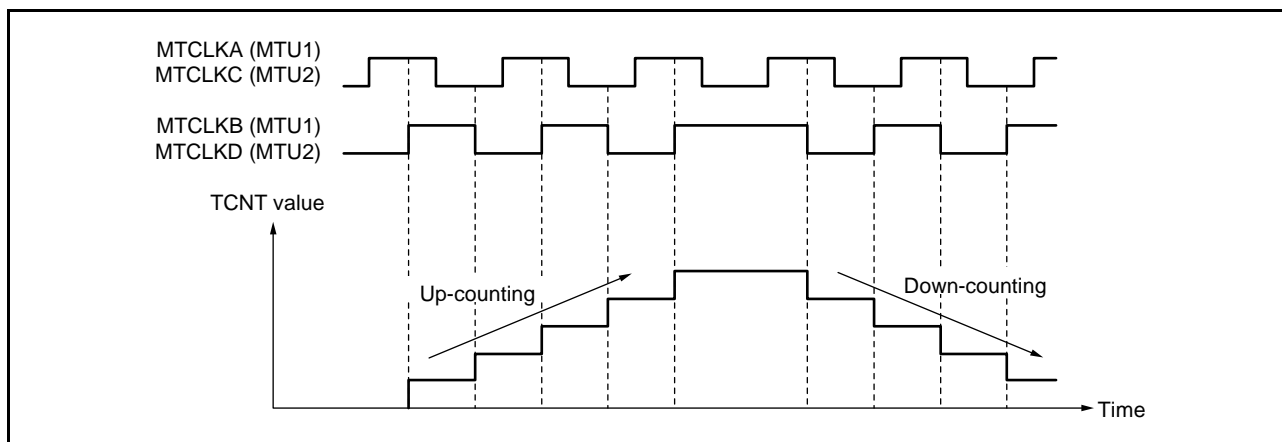 MTCLKA (MTU1)
MTCLKC (MTU2)
MTCLKB (MTU1)
MTCLKD (MTU2)
TCNT value
Up-counting
Down-counting
Time